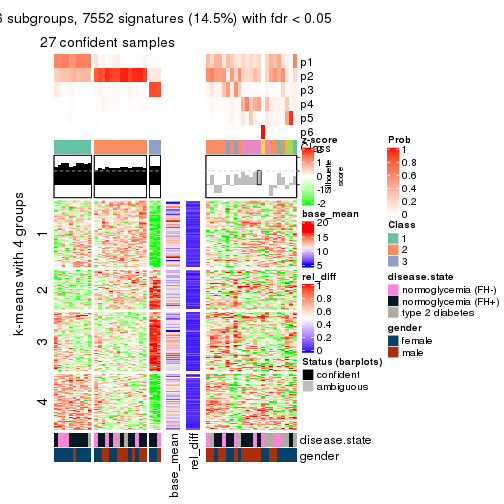 6 subgroups, 7552 signatures (14.5%) with fdr < 0.05
27 confident samples
p1
p2
p3
p4
p5
p6
Class
z-score
2
0
-2
Silhouette
score
base_mean
20
15
10
5
rel_diff
1
0.8
0.6
0.4
0.2
0
Status (barplots)
confident
ambiguous
Prob
1
0.8
0.6
0.4
0.2
0
Class
1
2
3
disease.state
normoglycemia (FH-)
normoglycemia (FH+)
type 2 diabetes
gender
female
male
k-means with 4 groups
1
2
3
4
disease.state
gender
base_mean
rel_diff